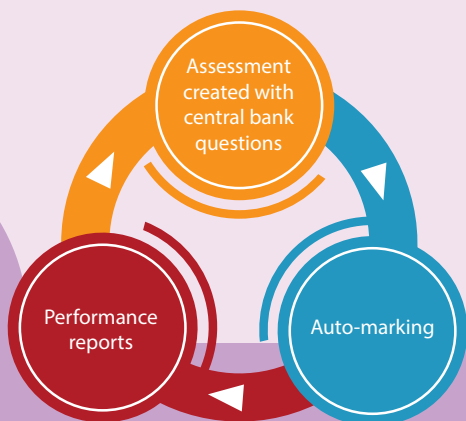 Assessment
created with
central bank
questions
Auto-marking
Performance
reports